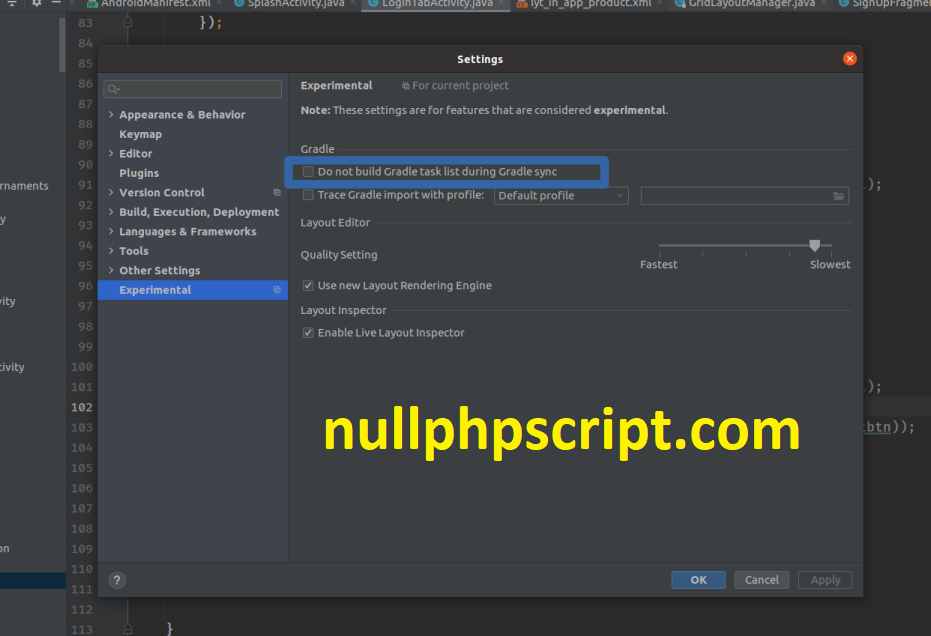 AndroidManifest.xml SplashActivity.java LoginTabActivity.java lyt_in_app_product.xml GridLayoutManager.java SignUpFragmen
83 });
84
Settings
85
86 Experimental For current project
87
Note: These settings are for features that are considered experimental.
Appearance & Behavior
88
Keymap
89 Gradle
Editor
90 Do not build Gradle task list during Gradle sync
Plugins
rnaments
91 );
Version Control Trace Gradle import with profile: Default profile
92
Build, Execution, Deployment
y
93 Layout Editor
Languages & Frameworks
94
Tools Quality Setting
95 Fastest Slowest
Other Settings
96 Experimental Use new Layout Rendering Engine
ivity
97 Layout Inspector
98 Enable Live Layout Inspector
99
tivity
100
101 );
102
103 tbtn));
nullphpscript.com
104
105
106
107
108
on
109
110
? OK Cancel Apply
111
112
113 }